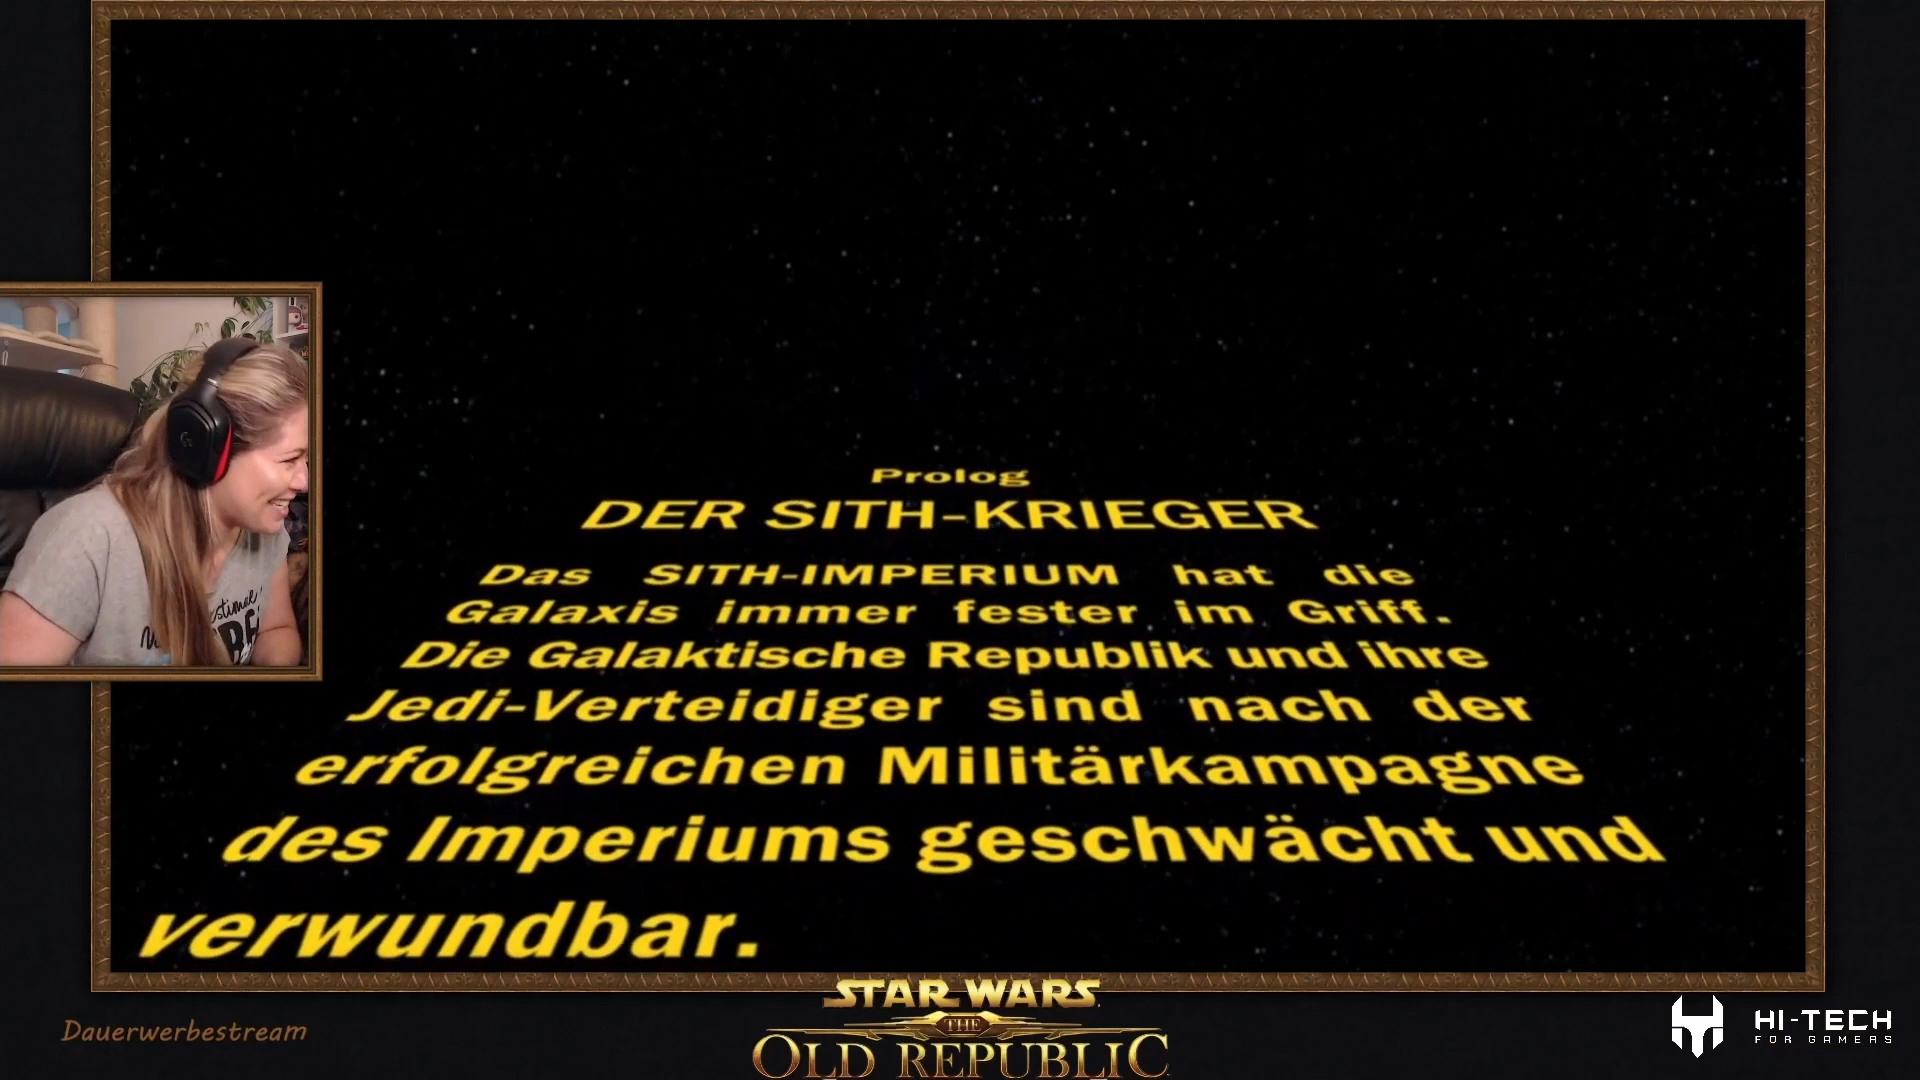 Prolog
DER SITH-KRIEGER
Das SITH-IMPERIUM hat die
Galaxis immer fester im Griff.
Die Galaktische Republik und ihre
Jedi-Verteidiger sind nach der
erfolgreichen Militärkampagne
des Imperiums geschwächt und
verwundbar.
STAR WARS
THE
OLD REPUBLIC
Dauerwerbestream
HI-TECH
FOR GAMERS